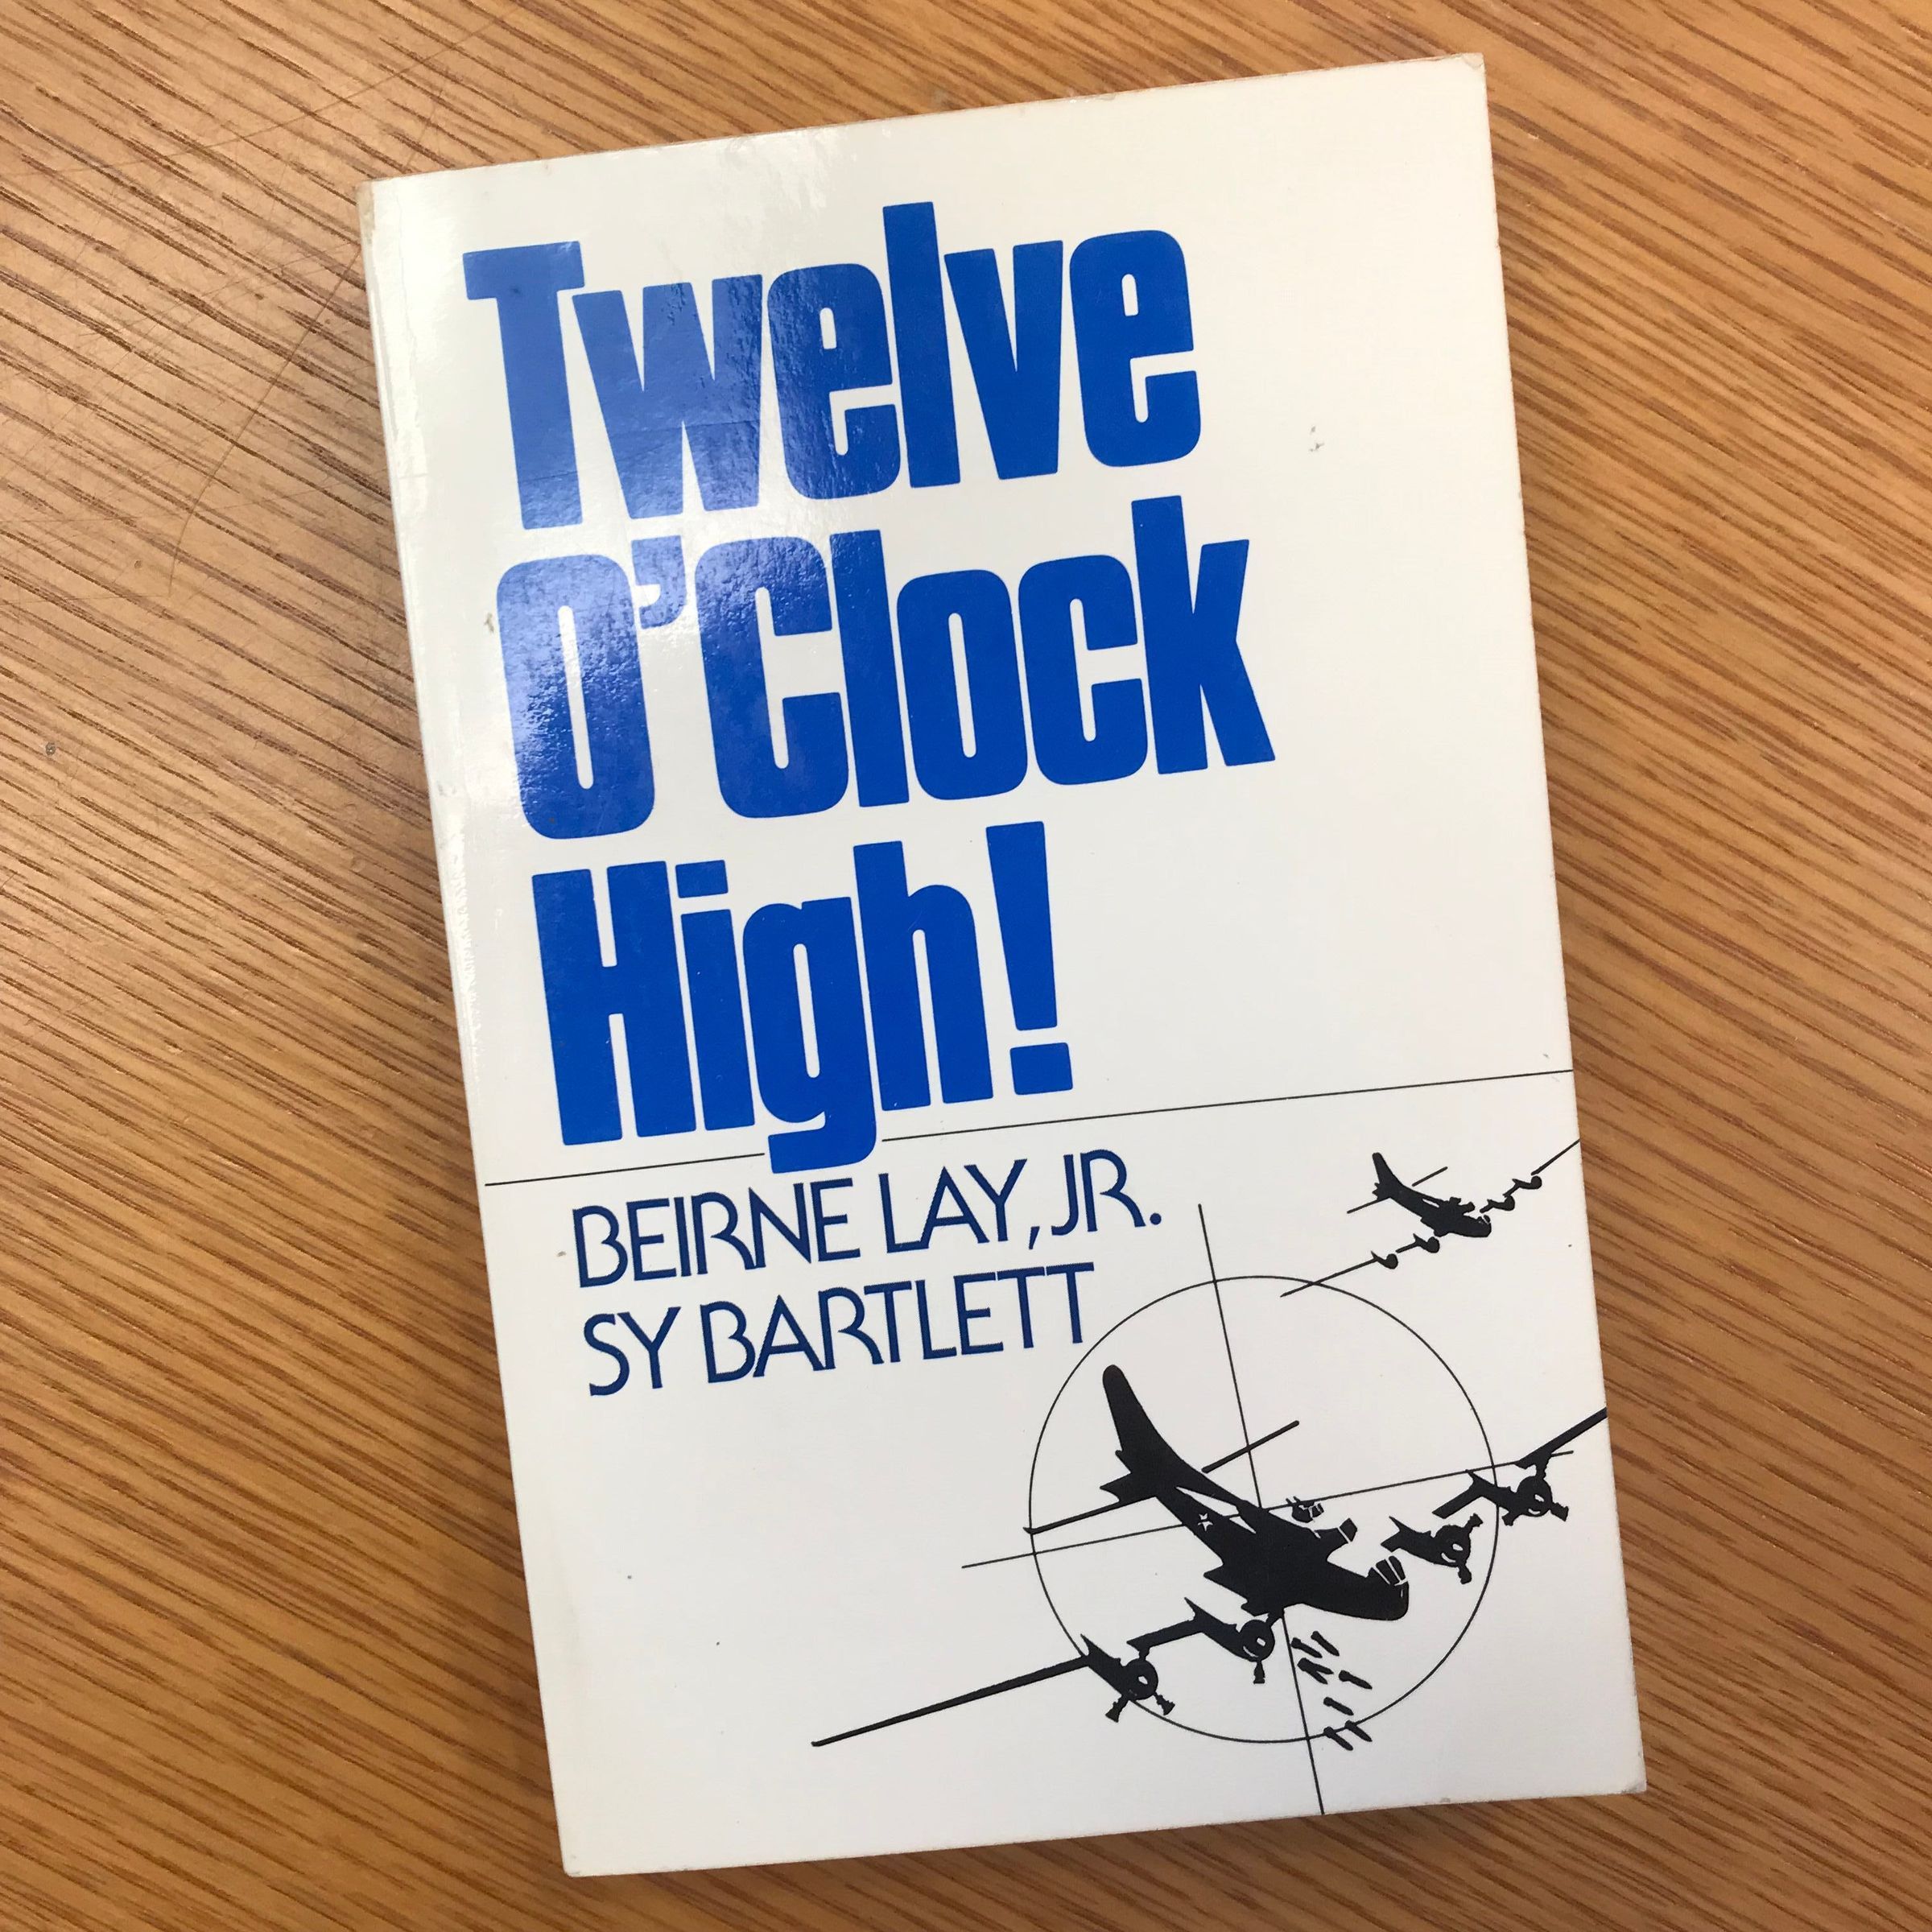 Twelve
O'Clock
High!
BEIRNE LAY, JR.
SY BARTLETT